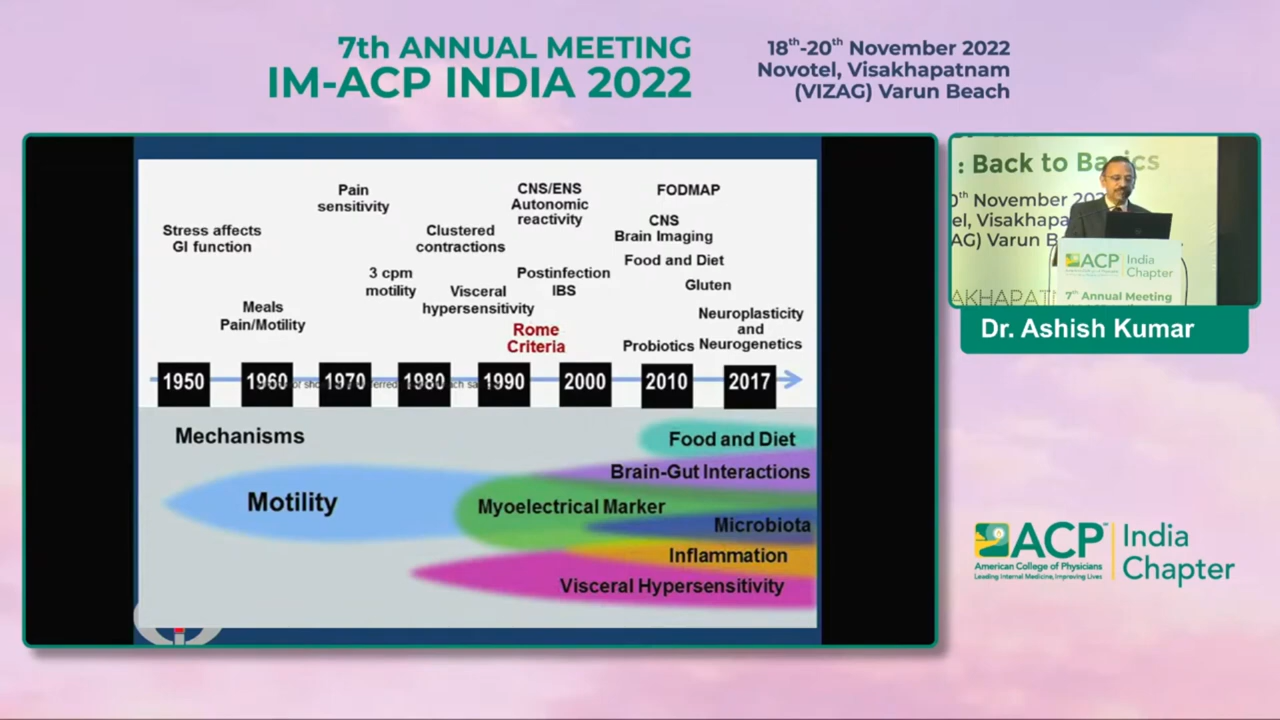 7th ANNUAL MEETING
IM-ACP INDIA 2022
18th-20th November 2022
Novotel, Visakhapatnam
(VIZAG) Varun Beach
Pain
sensitivity
CNS/ENS
Autonomic
reactivity
FODMAP
Stress affects
GI function
Clustered
contractions
CNS
Brain Imaging
Food and Diet
3 cpm
motility
Postinfection
IBS
Visceral
hypersensitivity
Gluten
Meals
Pain/Motility
Rome
Criteria
Neuroplasticity
and
Neurogenetics
Probiotics
1950 1960 1970 1980 1990 2000 2010 2017
Mechanisms
Food and Diet
Brain-Gut Interactions
Motility
Myoelectrical Marker
Microbiota
Inflammation
Visceral Hypersensitivity
: Back to Basics
November
Visakhapa
AG) Varun B
AKHAPATN
ACP India
Chapter
7th Annual Meeting
Dr. Ashish Kumar
ACP™ India
Chapter
American College of Physicians
Leading Internal Medicine, Improving Lives